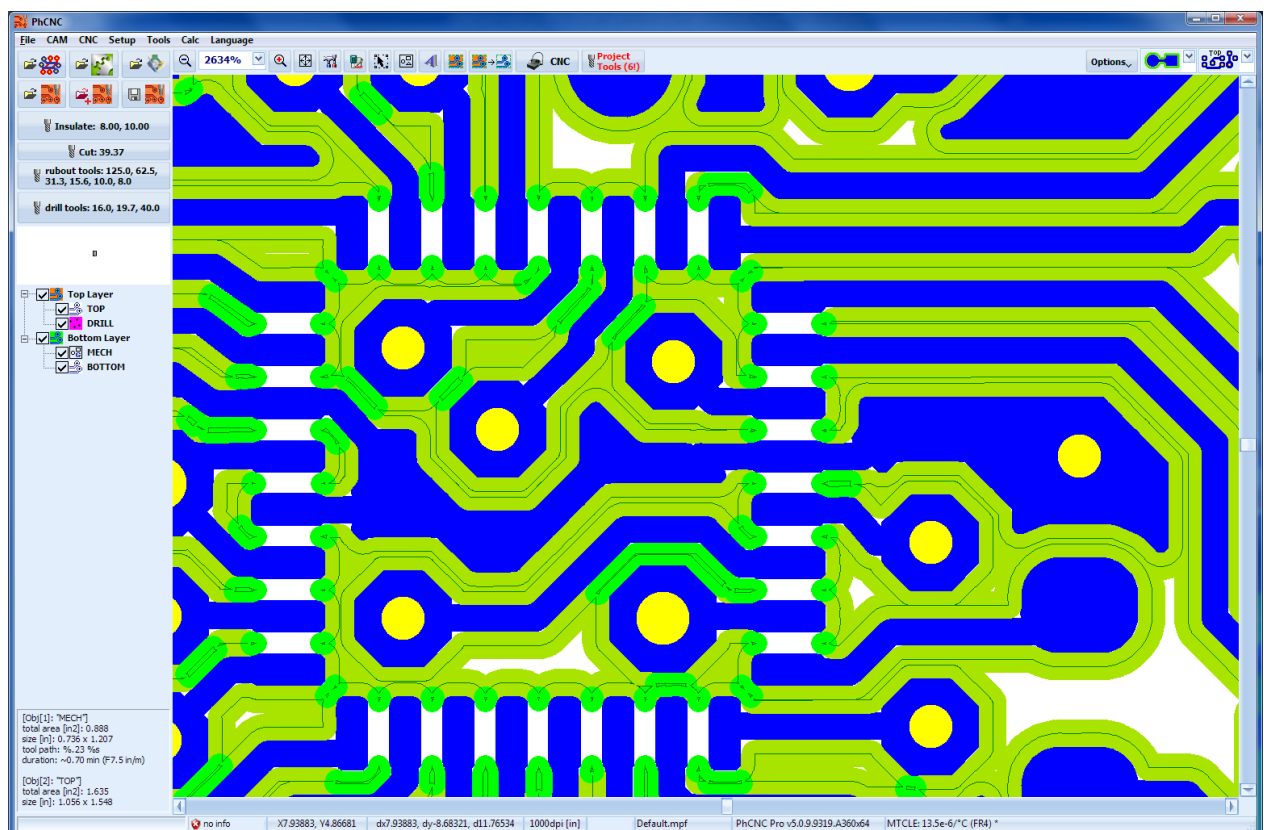 PhCNC
File CAM CNC Setup Tools Calc Language
2634%
CNC
Project
Tools (6!)
Options
TOP
Insulate: 8.00, 10.00
Cut: 39.37
rubout tools: 125.0, 62.5,
31.3, 15.6, 10.0, 8.0
drill tools: 16.0, 19.7, 40.0
Top Layer
TOP
DRILL
Bottom Layer
MECH
BOTTOM
[Obj[1]: "MECH"]
total area [in2]: 0.888
size [in]: 0.736 x 1.207
tool path: %.23 %s
duration: ~0.70 min (F7.5 in/m)
[Obj[2]: "TOP"]
total area [in2]: 1.635
size [in]: 1.056 x 1.548
no info X7.93883, Y4.86681 dx7.93883, dy-8.68321, d11.76534 1000dpi [in] Default.mpf PhCNC Pro v5.0.9.9319.A360x64 MTCLE: 13.5e-6/°C (FR4) *